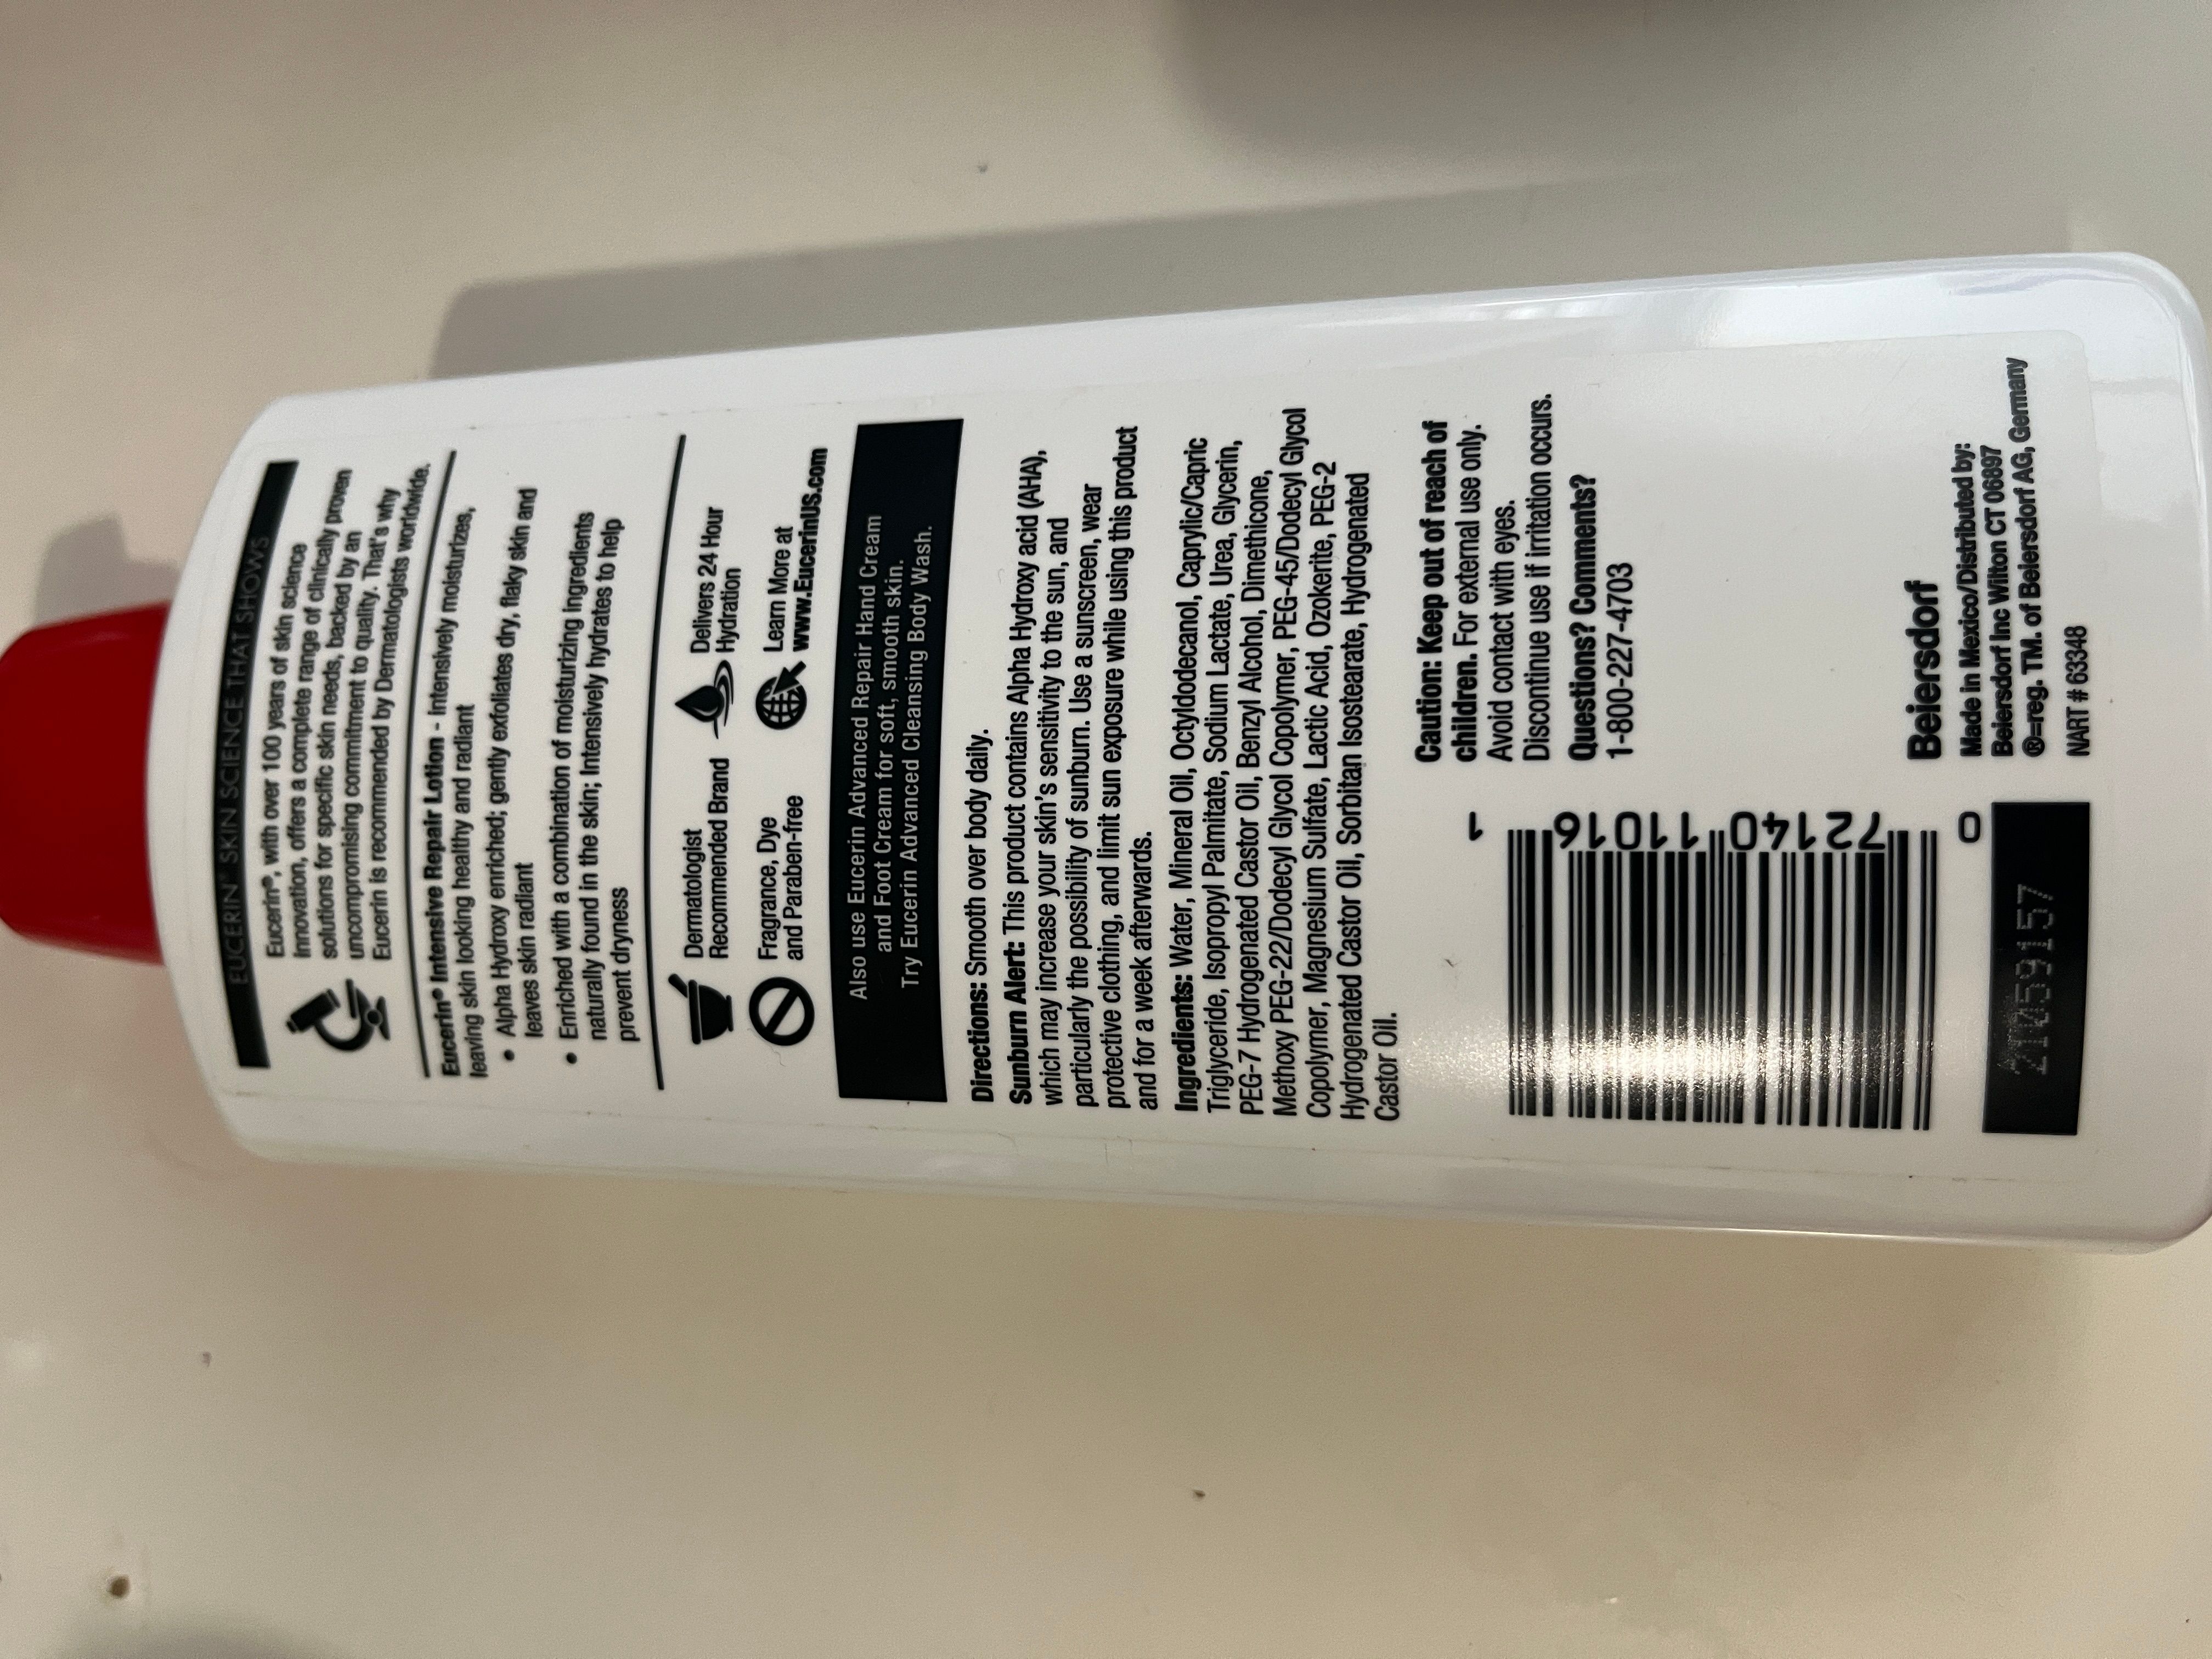 EUCERIN® SKIN SCIENCE THAT SHOWS
Eucerin®, with over 100 years of skin science
innovation, offers a complete range of clinically proven
solutions for specific skin needs, backed by an
uncompromising commitment to quality. That's why
Eucerin is recommended by Dermatologists worldwide.
Eucerin® Intensive Repair Lotion - Intensively moisturizes,
leaving skin looking healthy and radiant
• Alpha Hydroxy enriched; gently exfoliates dry, flaky skin and
leaves skin radiant
• Enriched with a combination of moisturizing ingredients
naturally found in the skin; Intensively hydrates to help
prevent dryness
Dermatologist
Recommended Brand
Delivers 24 Hour
Hydration
Fragrance, Dye
and Paraben-free
Learn More at
www.EucerinUS.com
Also use Eucerin Advanced Repair Hand Cream
and Foot Cream for soft, smooth skin.
Try Eucerin Advanced Cleansing Body Wash.
Directions: Smooth over body daily.
Sunburn Alert: This product contains Alpha Hydroxy acid (AHA),
which may increase your skin's sensitivity to the sun, and
particularly the possibility of sunburn. Use a sunscreen, wear
protective clothing, and limit sun exposure while using this product
and for a week afterwards.
Ingredients: Water, Mineral Oil, Octyldodecanol, Caprylic/Capric
Triglyceride, Isopropyl Palmitate, Sodium Lactate, Urea, Glycerin,
PEG-7 Hydrogenated Castor Oil, Benzyl Alcohol, Dimethicone,
Methoxy PEG-22/Dodecyl Glycol Copolymer, PEG-45/Dodecyl Glycol
Copolymer, Magnesium Sulfate, Lactic Acid, Ozokerite, PEG-2
Hydrogenated Castor Oil, Sorbitan Isostearate, Hydrogenated
Castor Oil.
0 72140 11016 1
Caution: Keep out of reach of
children. For external use only.
Avoid contact with eyes.
Discontinue use if irritation occurs.
Questions? Comments?
1-800-227-4703
Beiersdorf
Made in Mexico/Distributed by:
Beiersdorf Inc Wilton CT 06897
®=reg. TM. of Beiersdorf AG, Germany
NART # 63348